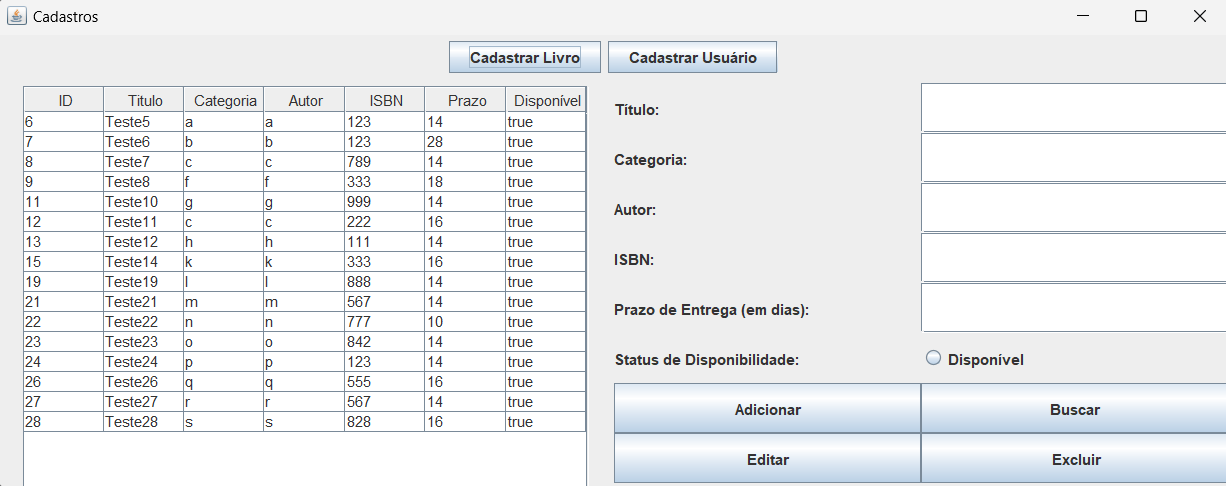 Cadastros
Cadastrar Livro Cadastrar Usuário
ID Titulo Categoria Autor ISBN Prazo Disponível
6 Teste5 a a 123 14 true
7 Teste6 b b 123 28 true
8 Teste7 c c 789 14 true
9 Teste8 f f 333 18 true
11 Teste10 g g 999 14 true
12 Teste11 c c 222 16 true
13 Teste12 h h 111 14 true
15 Teste14 k k 333 16 true
19 Teste19 l l 888 14 true
21 Teste21 m m 567 14 true
22 Teste22 n n 777 10 true
23 Teste23 o o 842 14 true
24 Teste24 p p 123 14 true
26 Teste26 q q 555 16 true
27 Teste27 r r 567 14 true
28 Teste28 s s 828 16 true
Título:
Categoria:
Autor:
ISBN:
Prazo de Entrega (em dias):
Status de Disponibilidade: Disponível
Adicionar Buscar
Editar Excluir